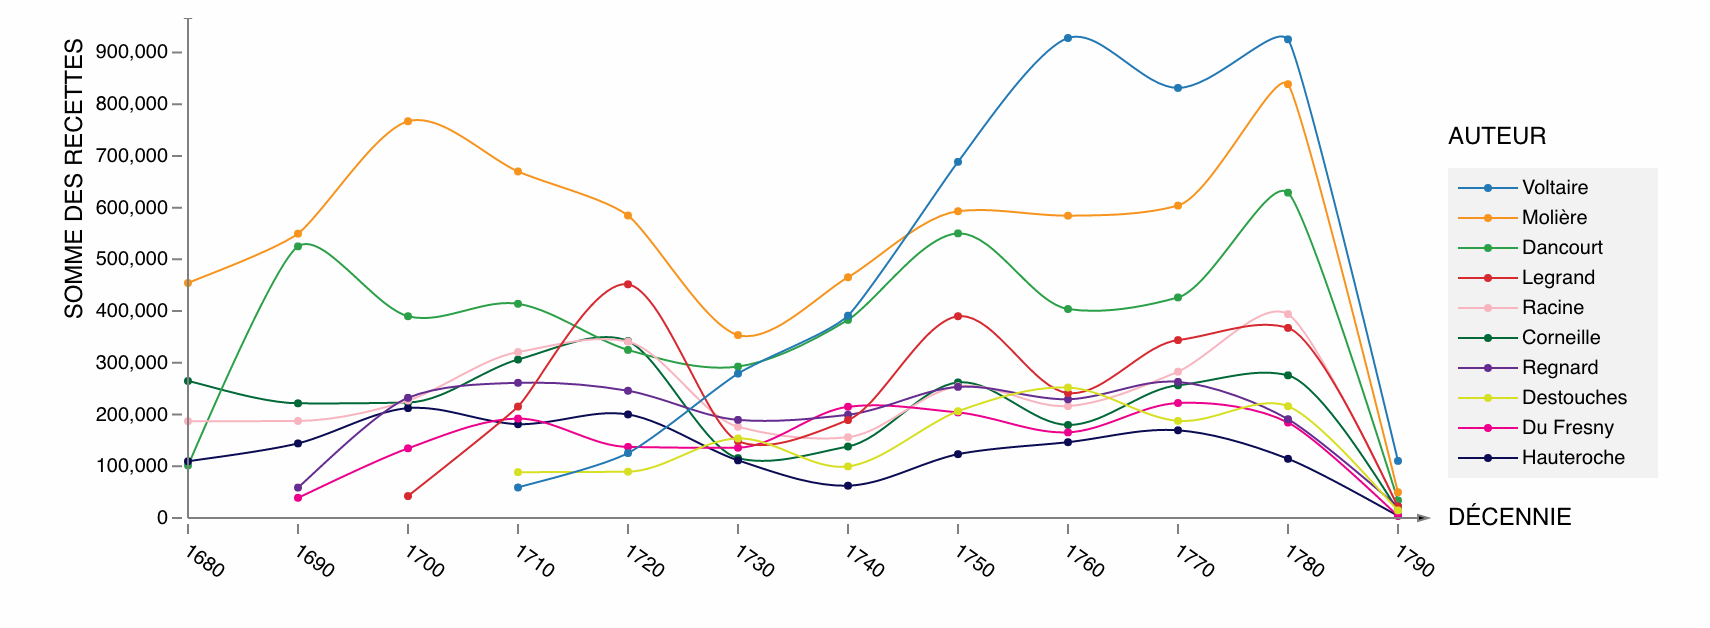 SOMME DES RECETTES
900,000
800,000
700,000
600,000
500,000
400,000
300,000
200,000
100,000
0
1680
1690
1700
1710
1720
1730
1740
1750
1760
1770
1780
1790
DÉCENNIE
AUTEUR
Voltaire
Molière
Dancourt
Legrand
Racine
Corneille
Regnard
Destouches
Du Fresny
Hauteroche